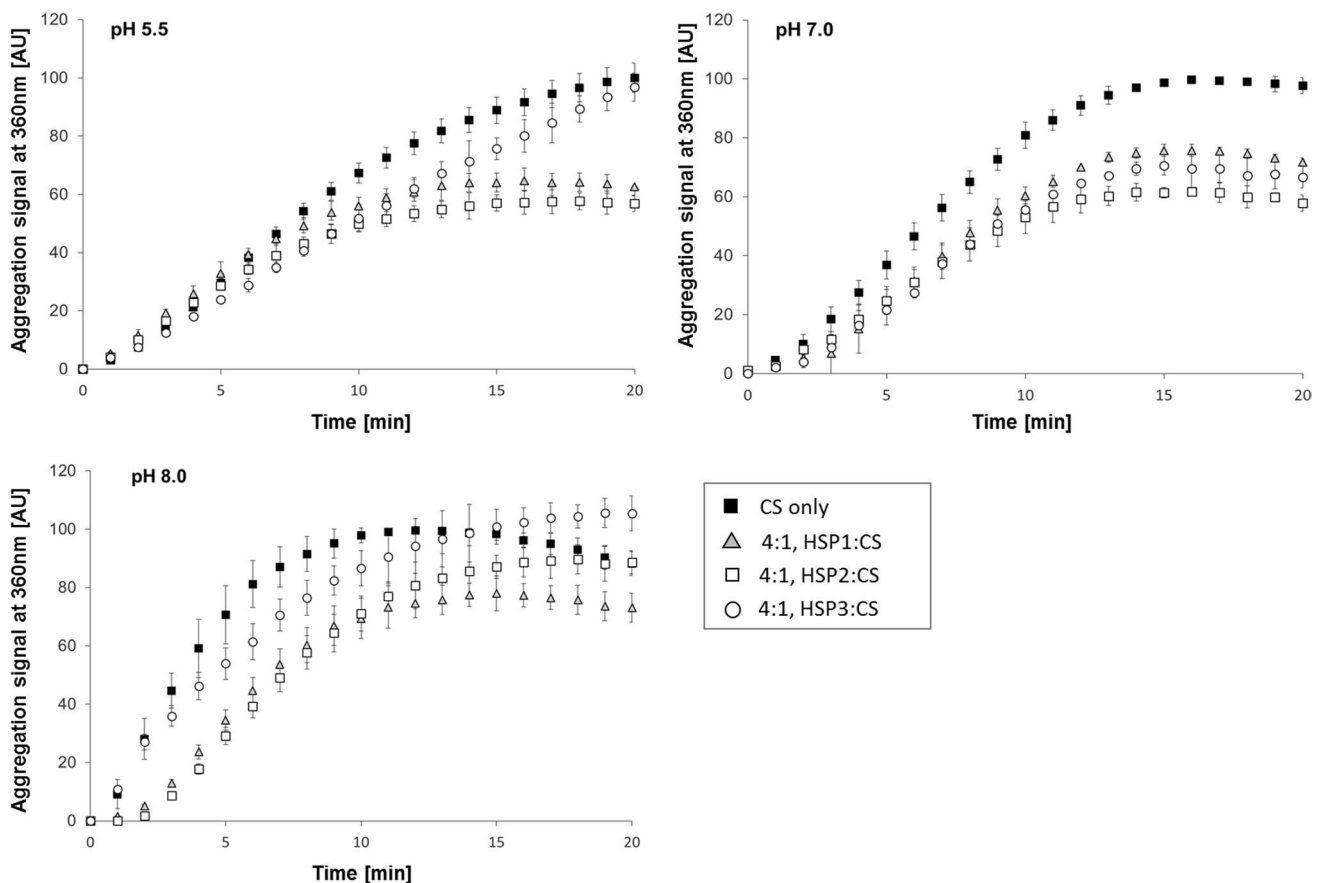 pH 5.5
Aggregation signal at 360nm [AU]
120
100
80
60
40
20
0
0 5 10 15 20
Time [min]
pH 7.0
Aggregation signal at 360nm [AU]
120
100
80
60
40
20
0
0 5 10 15 20
Time [min]
pH 8.0
Aggregation signal at 360nm [AU]
120
100
80
60
40
20
0
0 5 10 15 20
Time [min]
CS only
4:1, HSP1:CS
4:1, HSP2:CS
4:1, HSP3:CS